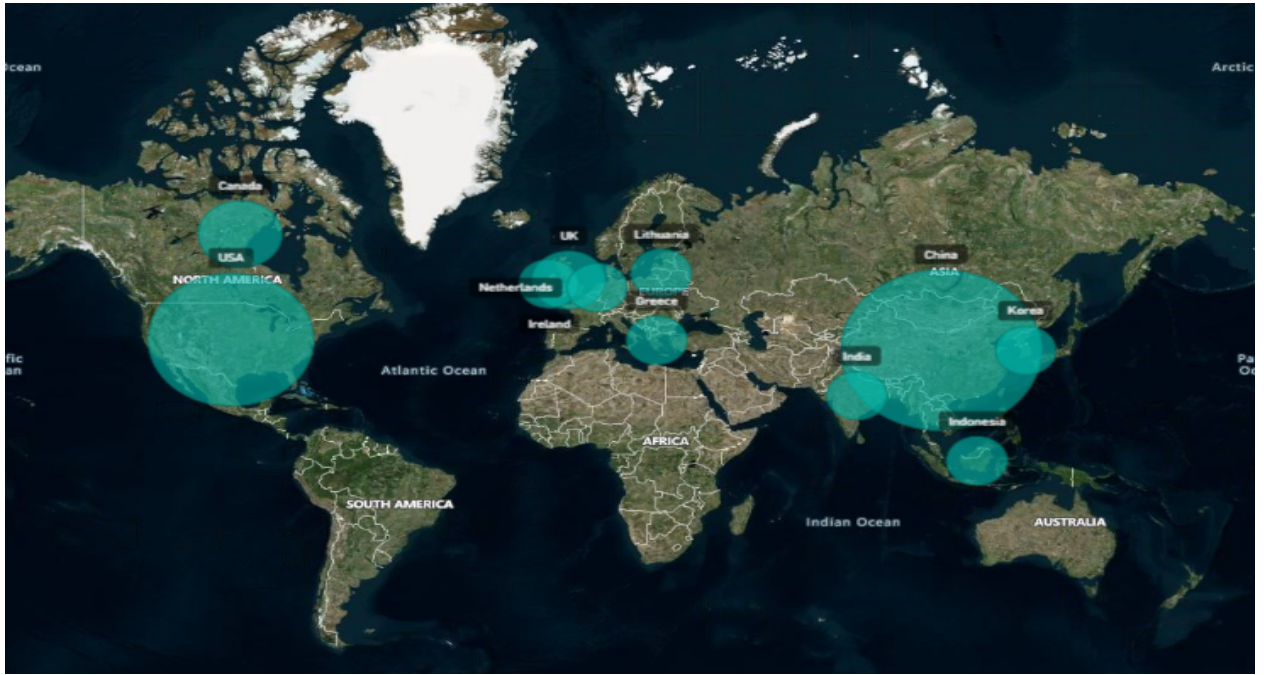 Ocean
Arctic
Canada
USA
NORTH AMERICA
UK
Lithuania
Netherlands
EUROPE
Greece
Ireland
China
ASIA
Korea
India
Atlantic Ocean
Indonesia
AFRICA
SOUTH AMERICA
Indian Ocean
AUSTRALIA